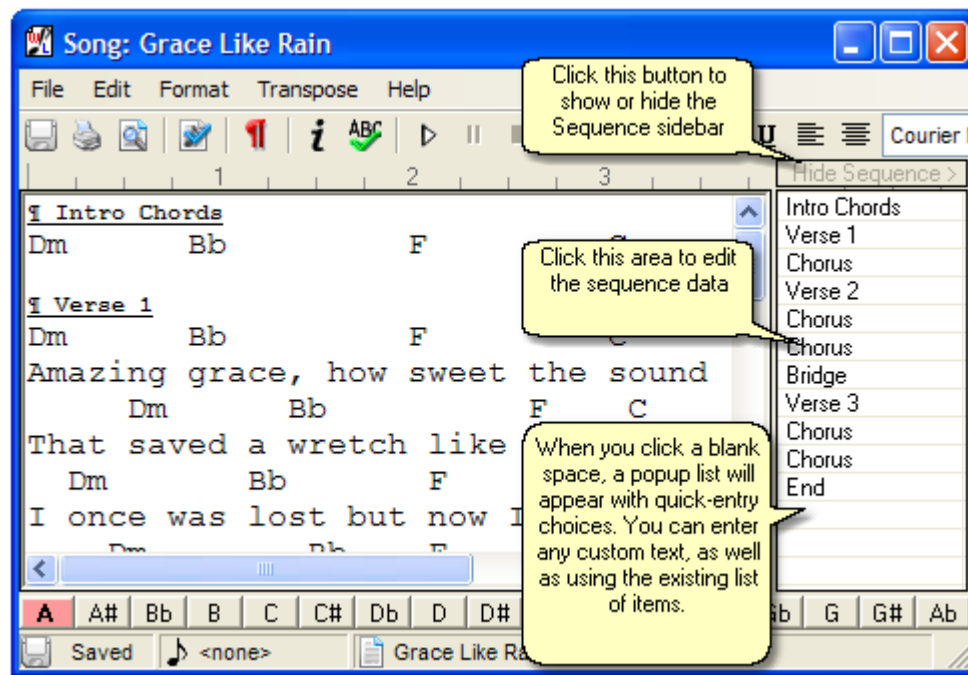 Song: Grace Like Rain
File Edit Format Transpose Help
Click this button to
show or hide the
Sequence sidebar
ABC
U
Courier
1 2 3
Hide Sequence >
¶ Intro Chords
Dm Bb F
¶ Verse 1
Dm Bb F C
Amazing grace, how sweet the sound
Dm Bb F C
That saved a wretch like
Dm Bb F
I once was lost but now I
Dm Bb F
Click this area to edit
the sequence data
When you click a blank
space, a popup list will
appear with quick-entry
choices. You can enter
any custom text, as well
as using the existing list
of items.
Intro Chords
Verse 1
Chorus
Verse 2
Chorus
Chorus
Bridge
Verse 3
Chorus
Chorus
End
A A# Bb B C C# Db D D# Gb G G# Ab
Saved <none> Grace Like Ra